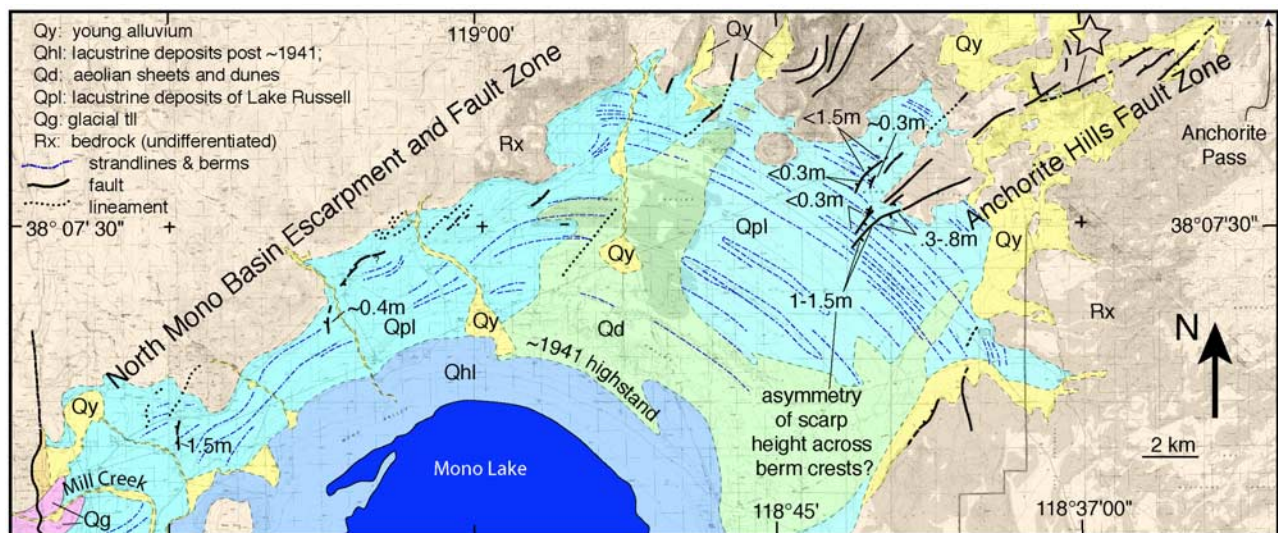 Qy: young alluvium
Qhl: lacustrine deposits post ~1941;
Qd: aeolian sheets and dunes
Qpl: lacustrine deposits of Lake Russell
Qg: glacial tll
Rx: bedrock (undifferentiated)
strandlines & berms
fault
lineament
119°00'
North Mono Basin Escarpment and Fault Zone
Rx
Qy
Qy
Anchorite Hills Fault Zone
Anchorite
Pass
<1.5m
~0.3m
<0.3m
<0.3m
.3-.8m
1-1.5m
38° 07' 30"
38°07'30"
Qpl
Qy
Qy
~0.4m
Qpl
Qy
Qd
Rx
N
Qhl
~1941 highstand
asymmetry
of scarp
height across
berm crests?
2 km
Qy
<1.5m
Mill Creek
Qg
Mono Lake
118°45'
118°37'00"